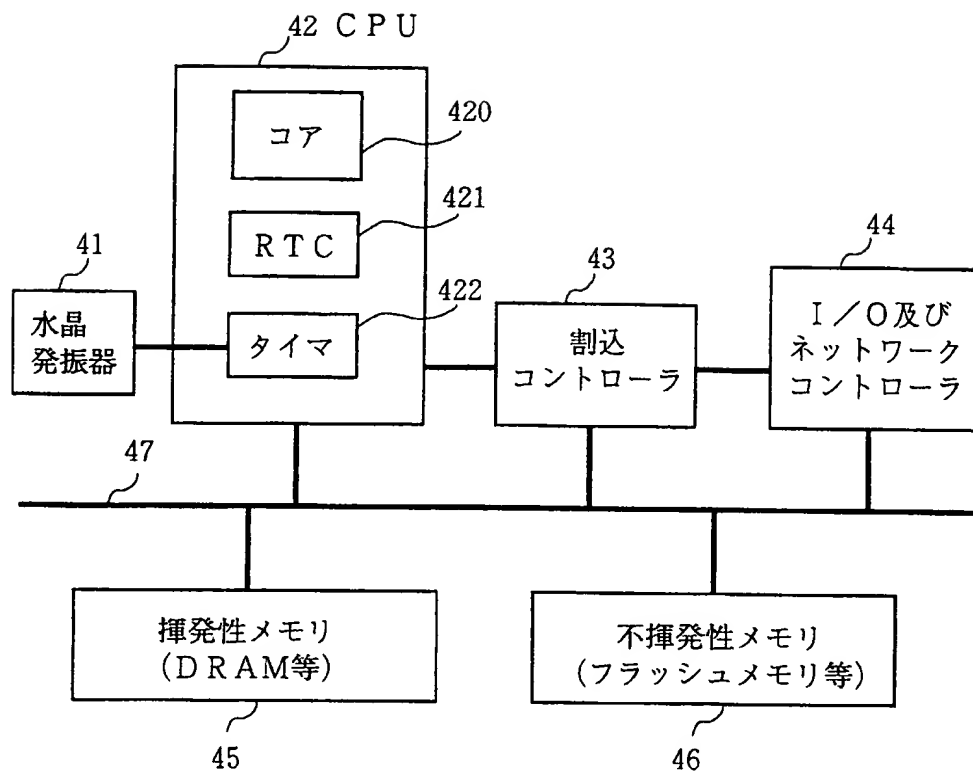 42 CPU
コア
420
421
RTC
41
水晶
発振器
422
タイマ
43
割込
コントローラ
44
I／O及び
ネットワーク
コントローラ
47
揮発性メモリ
(DRAM等)
45
不揮発性メモリ
(フラッシュメモリ等)
46